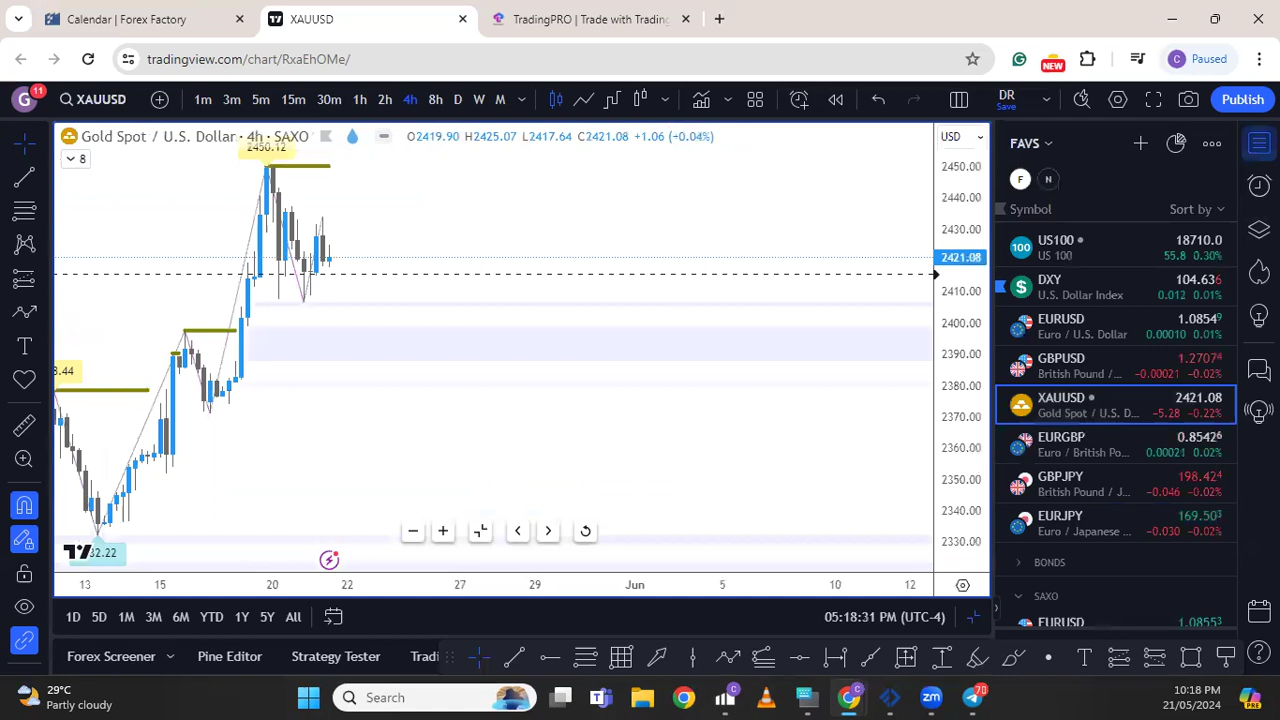 Calendar | Forex Factory
XAUUSD
TradingPRO | Trade with Trading
tradingview.com/chart/RxaEhOMe/
NEW
C Paused
G 11
XAUUSD
1m 3m 5m 15m 30m 1h 2h 4h 8h D W M
DR
Save
Publish
Gold Spot / U.S. Dollar · 4h · SAXO
O2419.90 H2425.07 L2417.64 C2421.08 +1.06 (+0.04%)
USD
8
2450.12
2450.00
2440.00
2430.00
2421.08
2410.00
2400.00
2390.00
2380.00
2370.00
2360.00
2350.00
2340.00
2330.00
3.44
32.22
13 15 20 22 27 29 Jun 5 10 12
1D 5D 1M 3M 6M YTD 1Y 5Y All
05:18:31 PM (UTC-4)
Forex Screener
Pine Editor
Strategy Tester
Tradi
FAVS
F N
Symbol
Sort by
100 US100 18710.0
US 100 55.8 0.30%
$ DXY 104.636
U.S. Dollar Index 0.012 0.01%
EURUSD 1.08549
Euro / U.S. Dollar 0.00010 0.01%
GBPUSD 1.27074
British Pound / ... −0.00021 −0.02%
XAUUSD 2421.08
Gold Spot / U.S. D... −5.28 −0.22%
EURGBP 0.85426
Euro / British Po... 0.00021 0.02%
GBPJPY 198.424
British Pound / J... −0.046 −0.02%
EURJPY 169.503
Euro / Japanese ... −0.030 −0.02%
BONDS
SAXO
EURUSD 1.08553
29°C
Partly cloudy
Search
C
C
zm
70
10:18 PM
21/05/2024
PRE